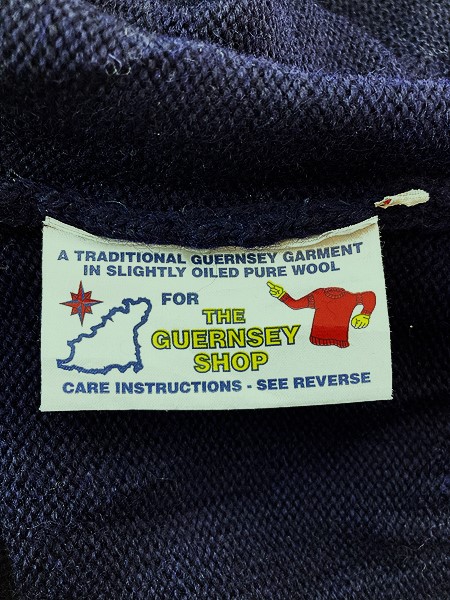 A TRADITIONAL GUERNSEY GARMENT
IN SLIGHTLY OILED PURE WOOL
FOR
THE
GUERNSEY
SHOP
CARE INSTRUCTIONS - SEE REVERSE